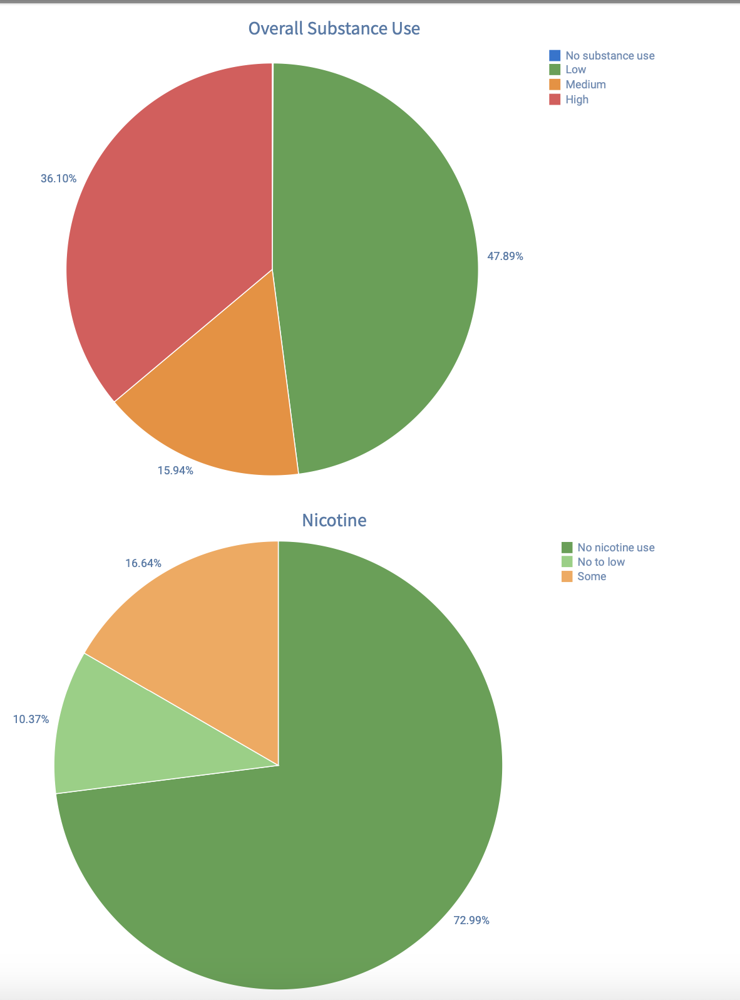 Overall Substance Use
No substance use
Low
Medium
High
36.10%
47.89%
15.94%
Nicotine
No nicotine use
No to low
Some
16.64%
10.37%
72.99%